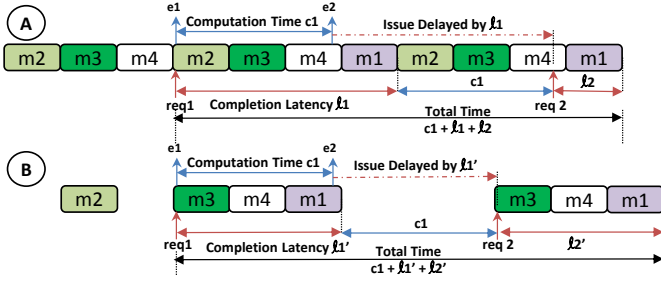 e1 Computation Time c1 e2 Issue Delayed by ℓ1
A
m2 m3 m4 m2 m3 m4 m1 m2 m3 m4 m1
req1 Completion Latency ℓ1 c1 req 2 ℓ2
Total Time
c1 + ℓ1 + ℓ2
e1 Computation Time c1 e2 Issue Delayed by ℓ1'
B
m2 m3 m4 m1 m3 m4 m1
req1 Completion Latency ℓ1' c1 req 2 ℓ2'
Total Time
c1 + ℓ1' + ℓ2'